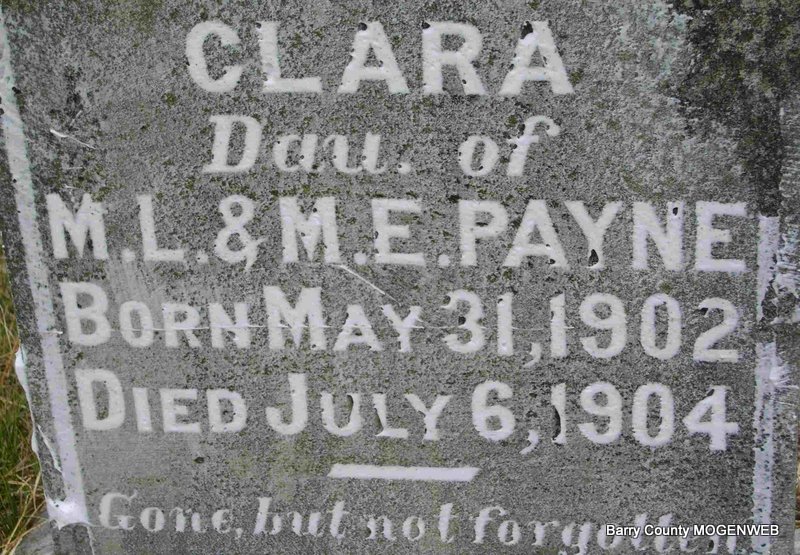 CLARA
Dau. of
M.L. & M.E. PAYNE
BORN MAY 31, 1902
DIED JULY 6, 1904
Gone, but not forgotten
Barry County MOGENWEB